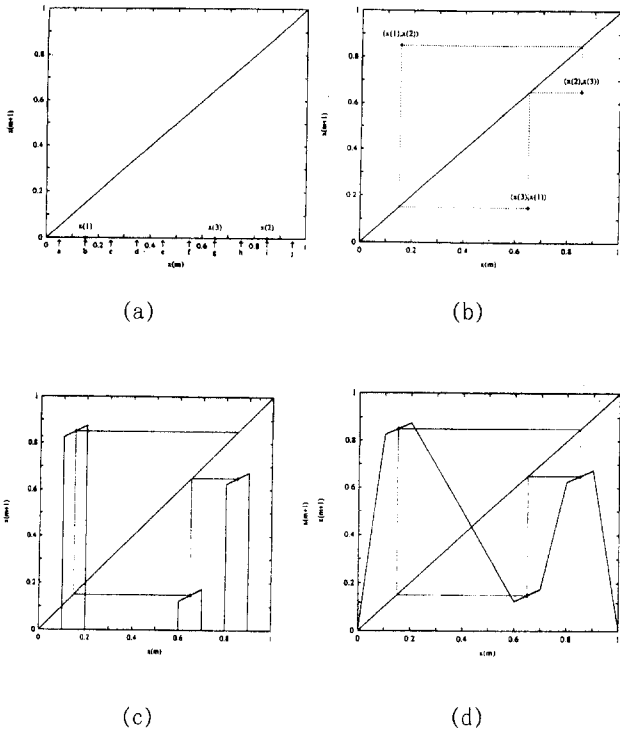 1
0.8
0.6
0.4
0.2
0
x(m+1)
x(1)
x(3)
x(2)
0 0.2 0.4 0.6 0.8 1
a b c d e f g h i j
x(m)
(a)
1
0.8
0.6
0.4
0.2
0
x(m+1)
(x(1),x(2))
(x(2),x(3))
(x(3),x(1))
0 0.2 0.4 0.6 0.8 1
x(m)
(b)
1
0.8
0.6
0.4
0.2
0
x(m+1)
0 0.2 0.4 0.6 0.8 1
x(m)
(c)
1
0.8
0.6
0.4
0.2
0
x(m+1)
x(m+1)
0 0.2 0.4 0.6 0.8 1
x(m)
(d)